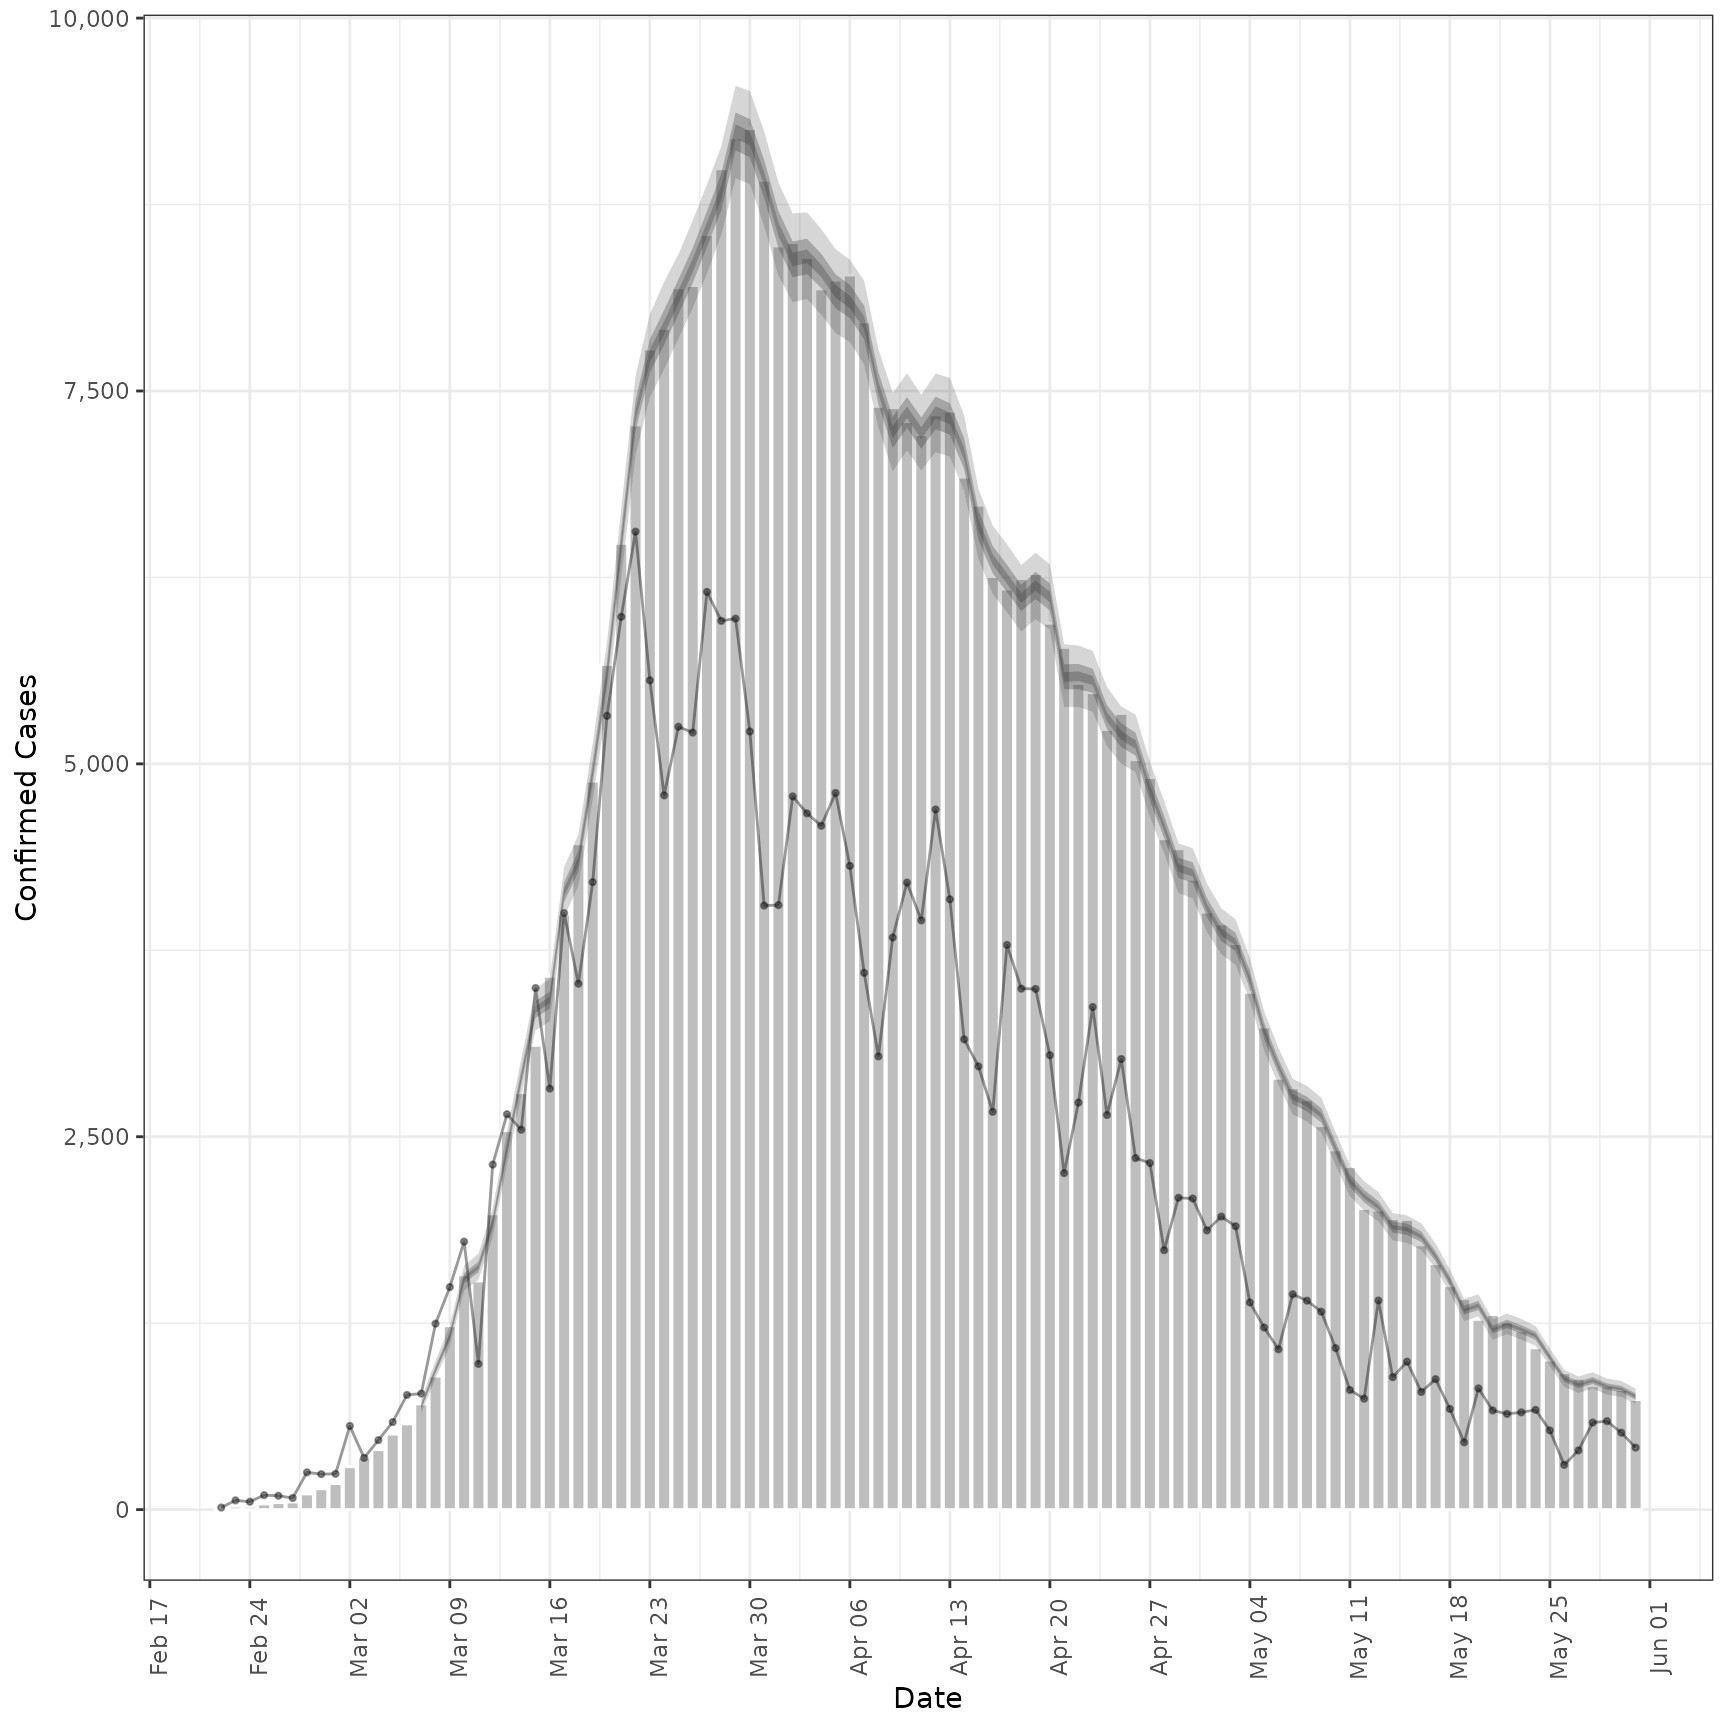 10,000
7,500
5,000
2,500
0
Confirmed Cases
Feb 17
Feb 24
Mar 02
Mar 09
Mar 16
Mar 23
Mar 30
Apr 06
Apr 13
Apr 20
Apr 27
May 04
May 11
May 18
May 25
Jun 01
Date